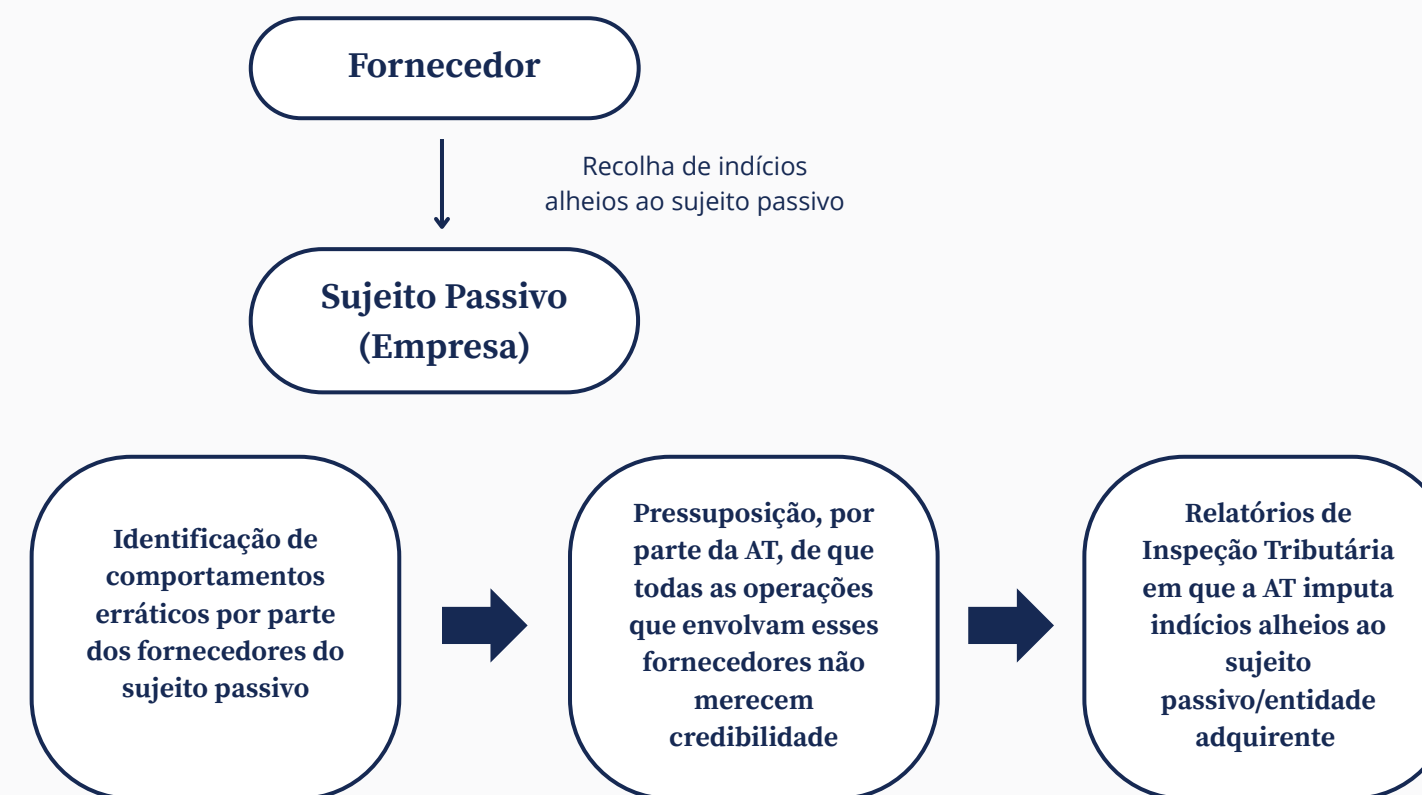 Fornecedor
Recolha de indícios
alheios ao sujeito passivo
Sujeito Passivo
(Empresa)
Identificação de
comportamentos
erráticos por parte
dos fornecedores do
sujeito passivo
Pressuposição, por
parte da AT, de que
todas as operações
que envolvam esses
fornecedores não
merecem
credibilidade
Relatórios de
Inspeção Tributária
em que a AT imputa
indícios alheios ao
sujeito
passivo/entidade
adquirente